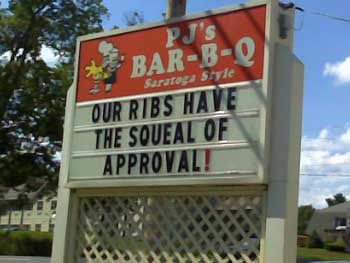 PJ's
BAR-B-Q
Saratoga Style
OUR RIBS HAVE
THE SQUEAL OF
APPROVAL!